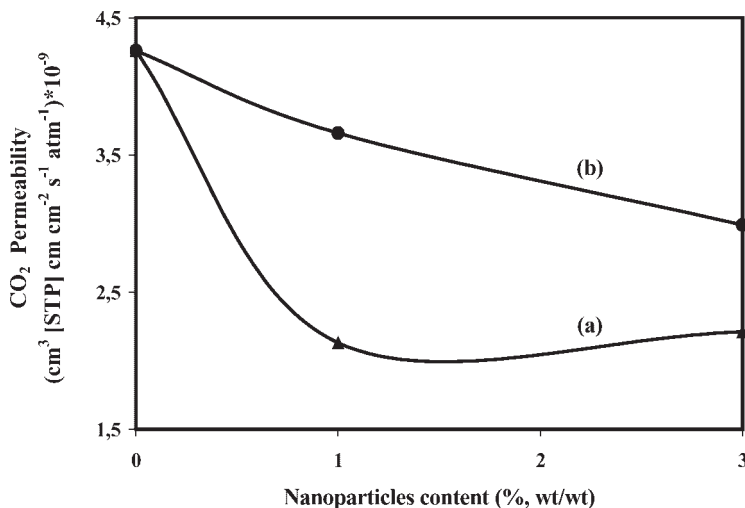 CO₂ Permeability
(cm³ [STP] cm cm⁻² s⁻¹ atm⁻¹)*10⁻⁹
4,5
3,5
2,5
1,5
(b)
(a)
0
1
2
3
Nanoparticles content (%, wt/wt)